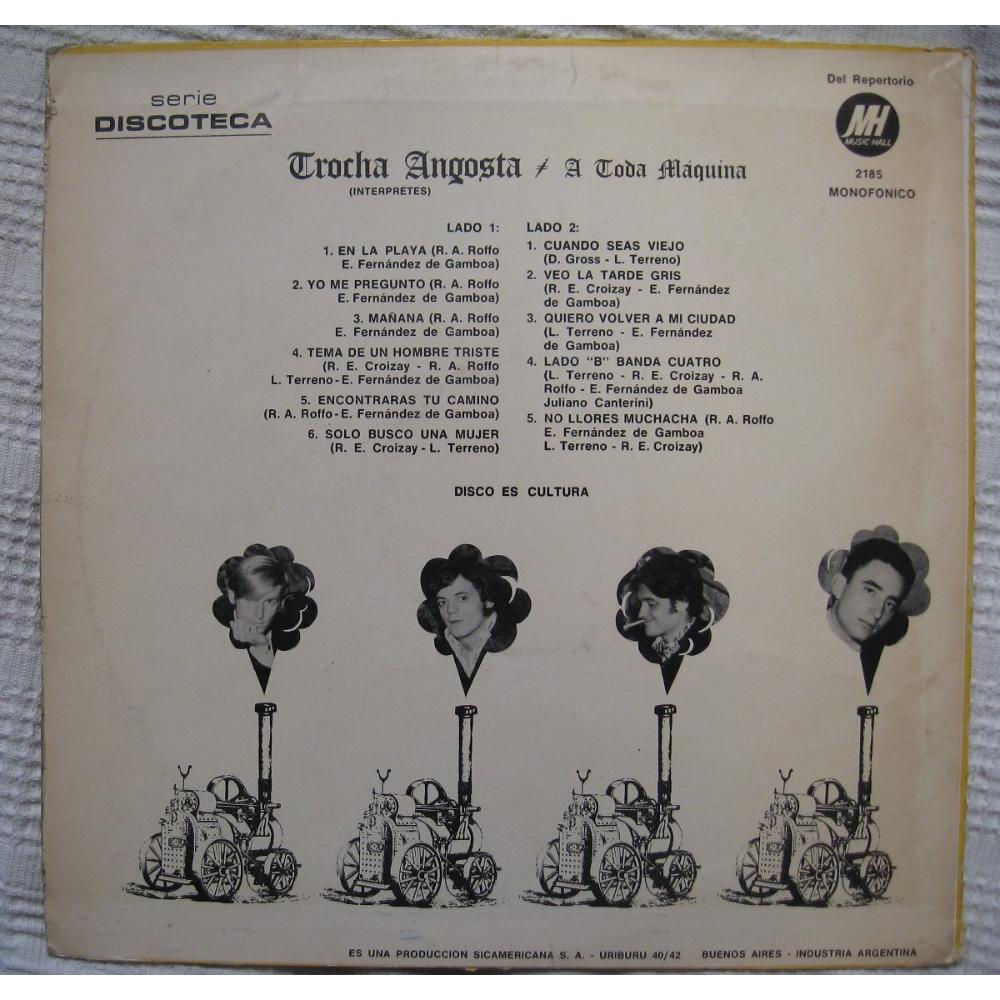 serie
DISCOTECA
Del Repertorio
MH
MUSIC-HALL
2185
MONOFONICO
Trocha Angosta ≠ A Toda Máquina
(INTERPRETES)
LADO 1:
1. EN LA PLAYA (R. A. Roffo
E. Fernández de Gamboa)
2. YO ME PREGUNTO (R. A. Roffo
E. Fernández de Gamboa)
3. MAÑANA (R. A. Roffo
E. Fernández de Gamboa)
4. TEMA DE UN HOMBRE TRISTE
(R. E. Croizay - R. A. Roffo
L. Terreno - E. Fernández de Gamboa)
5. ENCONTRARAS TU CAMINO
(R. A. Roffo - E. Fernández de Gamboa)
6. SOLO BUSCO UNA MUJER
(R. E. Croizay - L. Terreno)
LADO 2:
1. CUANDO SEAS VIEJO
(D. Gross - L. Terreno)
2. VEO LA TARDE GRIS
(R. E. Croizay - E. Fernández
de Gamboa)
3. QUIERO VOLVER A MI CIUDAD
(L. Terreno - E. Fernández
de Gamboa)
4. LADO "B" BANDA CUATRO
(L. Terreno - R. E. Croizay - R. A.
Roffo - E. Fernández de Gamboa
Juliano Canterini)
5. NO LLORES MUCHACHA (R. A. Roffo
E. Fernández de Gamboa
L. Terreno - R. E. Croizay)
DISCO ES CULTURA
ES UNA PRODUCCION SICAMERICANA S. A. - URIBURU 40/42 BUENOS AIRES - INDUSTRIA ARGENTINA